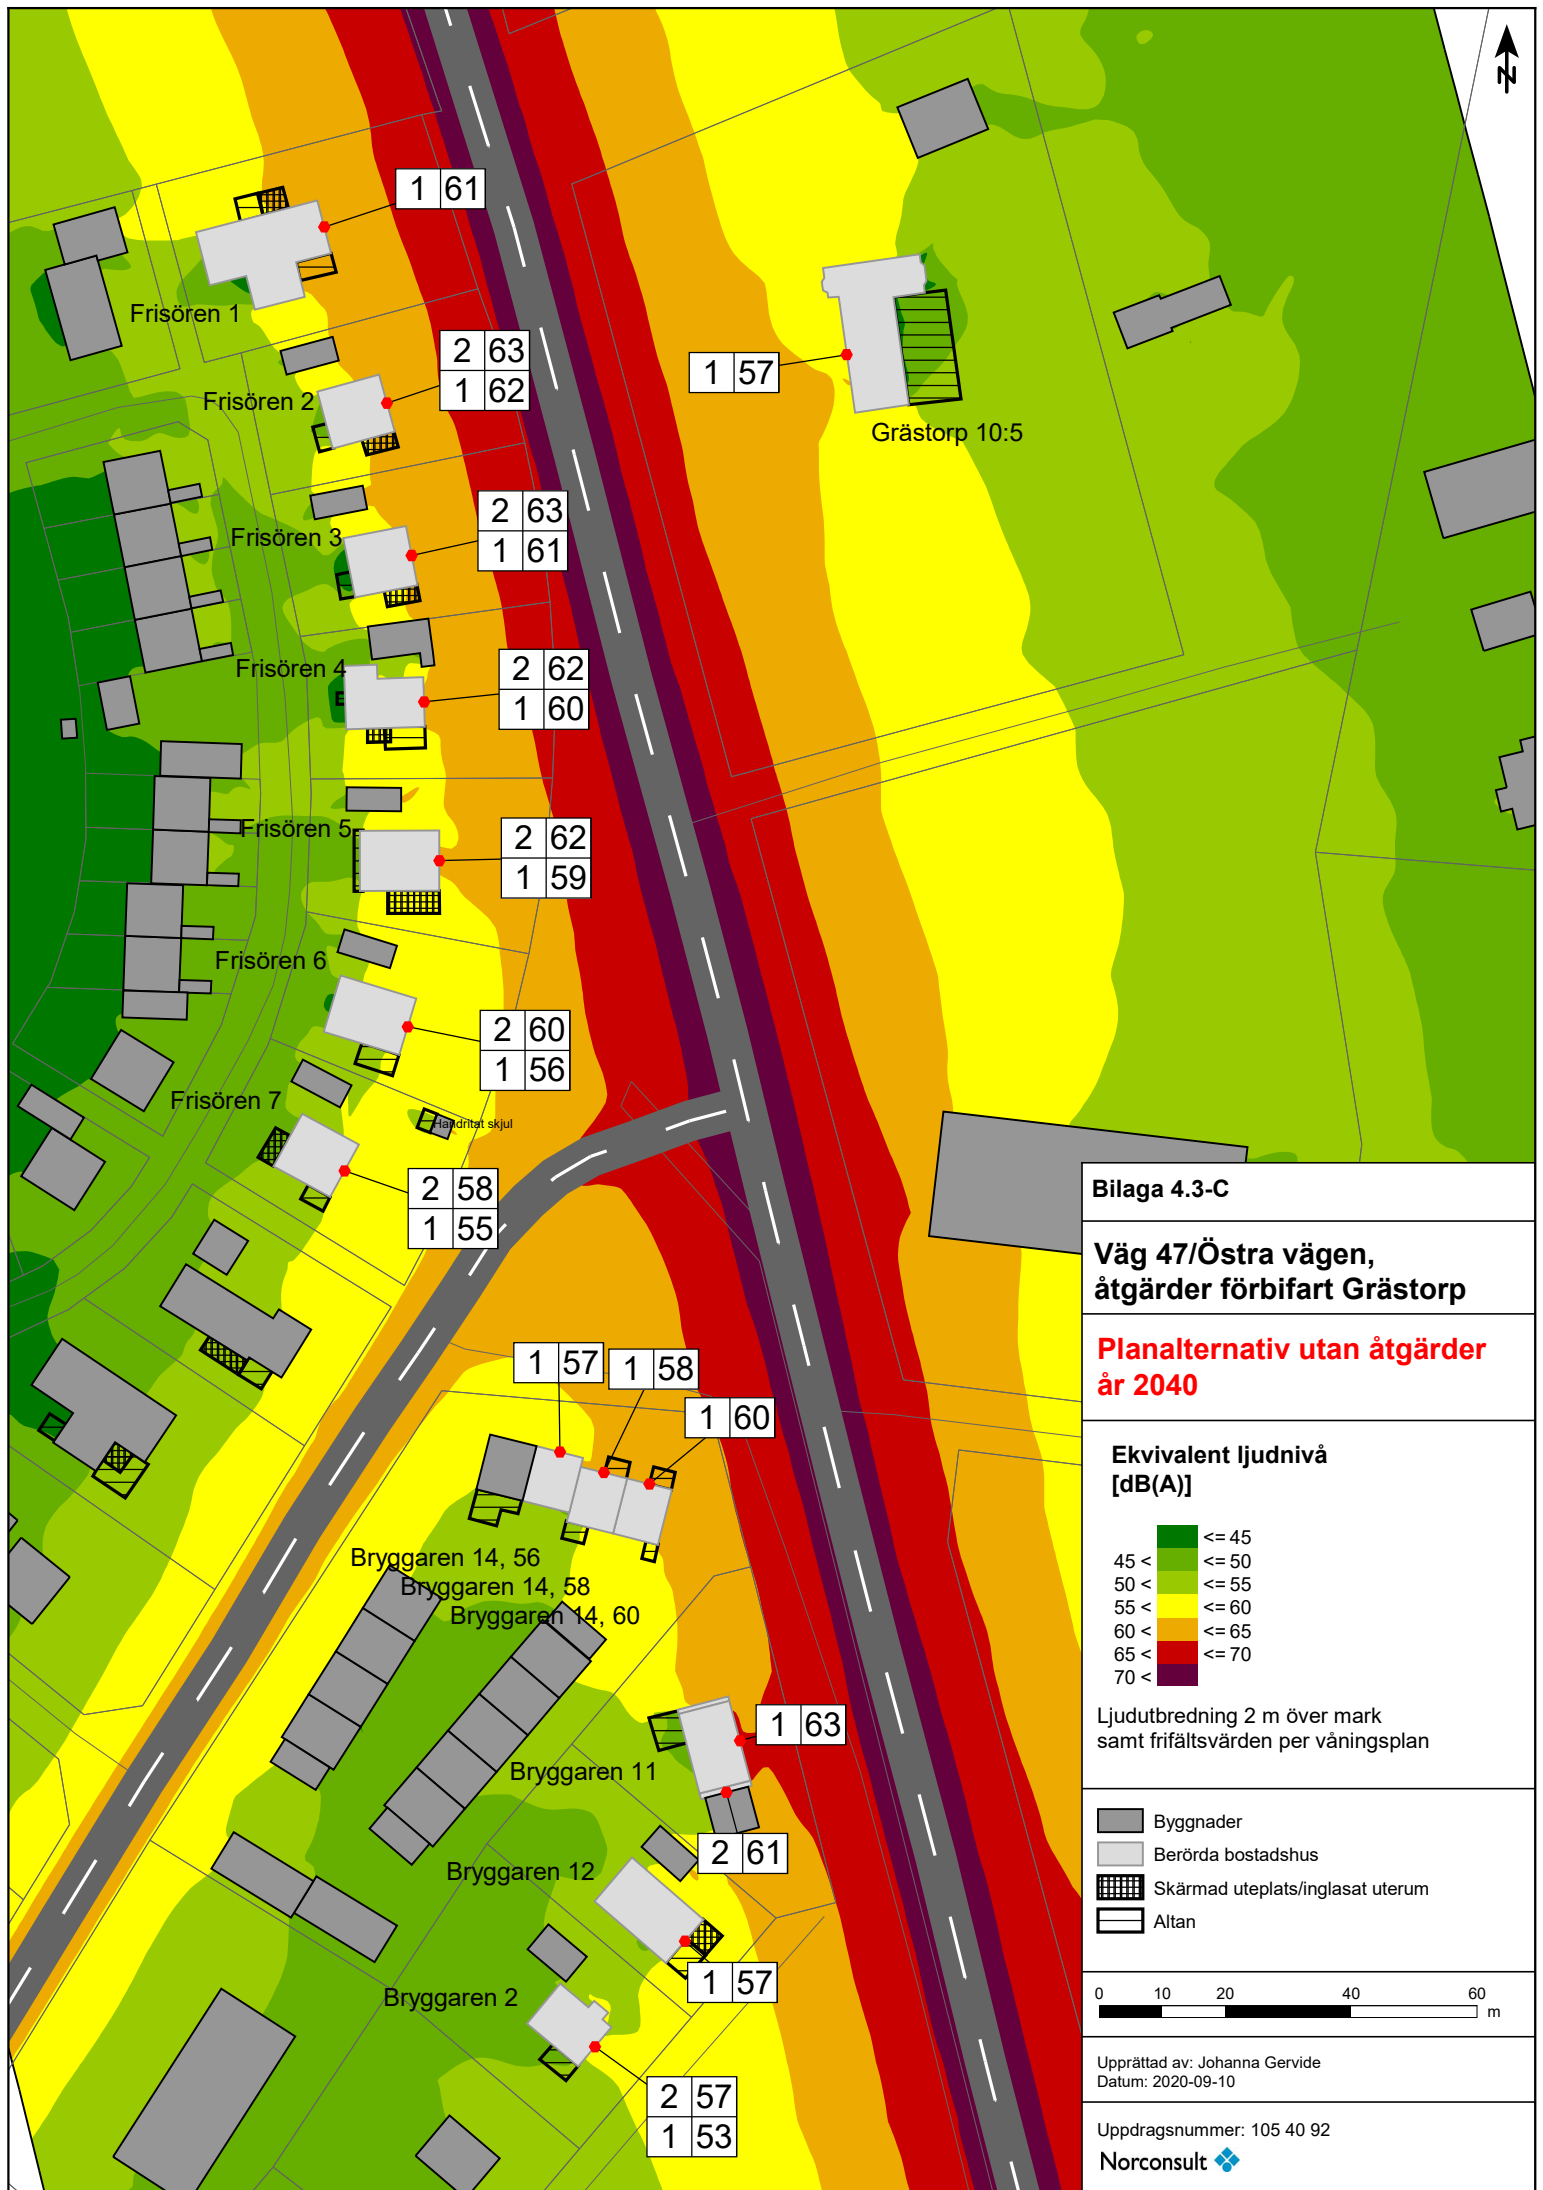 N
1 61
Frisören 1
2 63
1 62
Frisören 2
1 57
Grästorp 10:5
2 63
1 61
Frisören 3
2 62
1 60
Frisören 4
2 62
1 59
Frisören 5
Frisören 6
2 60
1 56
Frisören 7
Handritat skjul
2 58
1 55
1 57
1 58
1 60
Bryggaren 14, 56
Bryggaren 14, 58
Bryggaren 14, 60
1 63
Bryggaren 11
2 61
Bryggaren 12
1 57
Bryggaren 2
2 57
1 53
Bilaga 4.3-C
Väg 47/Östra vägen,
åtgärder förbifart Grästorp
Planalternativ utan åtgärder
år 2040
Ekvivalent ljudnivå
[dB(A)]
<= 45
45 < <= 50
50 < <= 55
55 < <= 60
60 < <= 65
65 < <= 70
70 <
Ljudutbredning 2 m över mark
samt frifältsvärden per våningsplan
Byggnader
Berörda bostadshus
Skärmad uteplats/inglasat uterum
Altan
0 10 20 40 60
m
Upprättad av: Johanna Gervide
Datum: 2020-09-10
Uppdragsnummer: 105 40 92
Norconsult